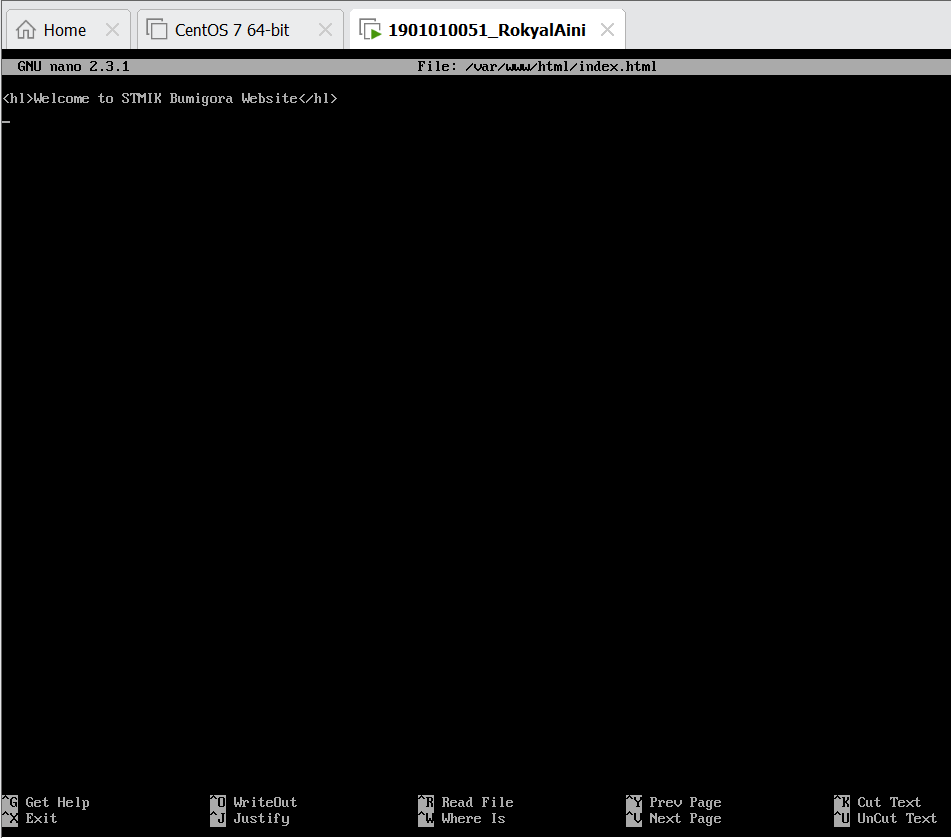 Home CentOS 7 64-bit 1901010051_RokyalAini
GNU nano 2.3.1 File: /var/www/html/index.html
<hl>Welcome to STMIK Bumigora Website</hl>
^G Get Help ^O WriteOut ^R Read File ^Y Prev Page ^K Cut Text
^X Exit ^J Justify ^W Where Is ^V Next Page ^U UnCut Text